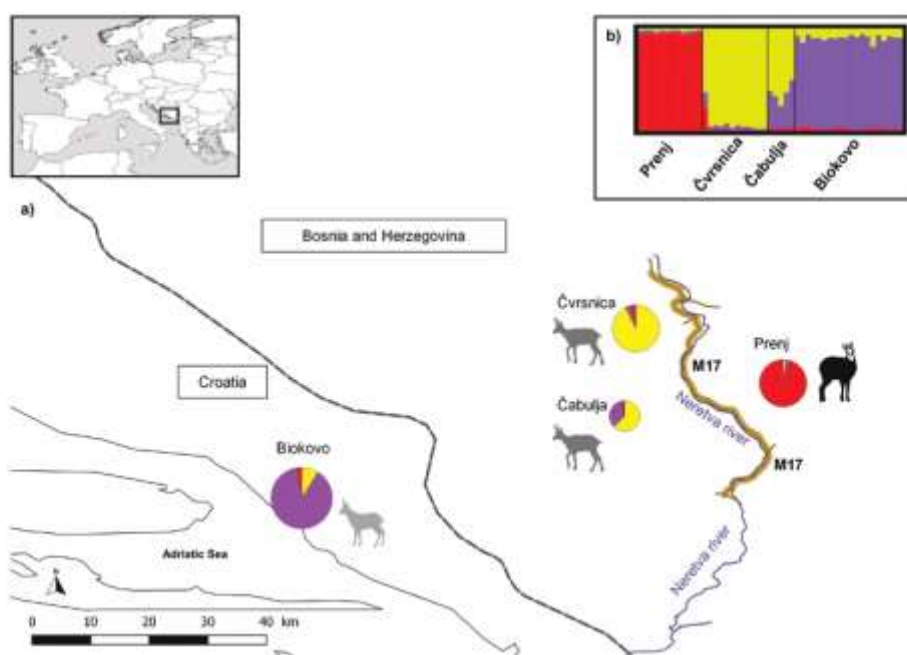 b)
Prenj
Čvrsnica
Čabulja
Biokovo
a)
Bosnia and Herzegovina
Čvrsnica
Prenj
M17
Croatia
Neretva river
Čabulja
Biokovo
M17
Adriatic Sea
Neretva river
N
0 10 20 30 40 km